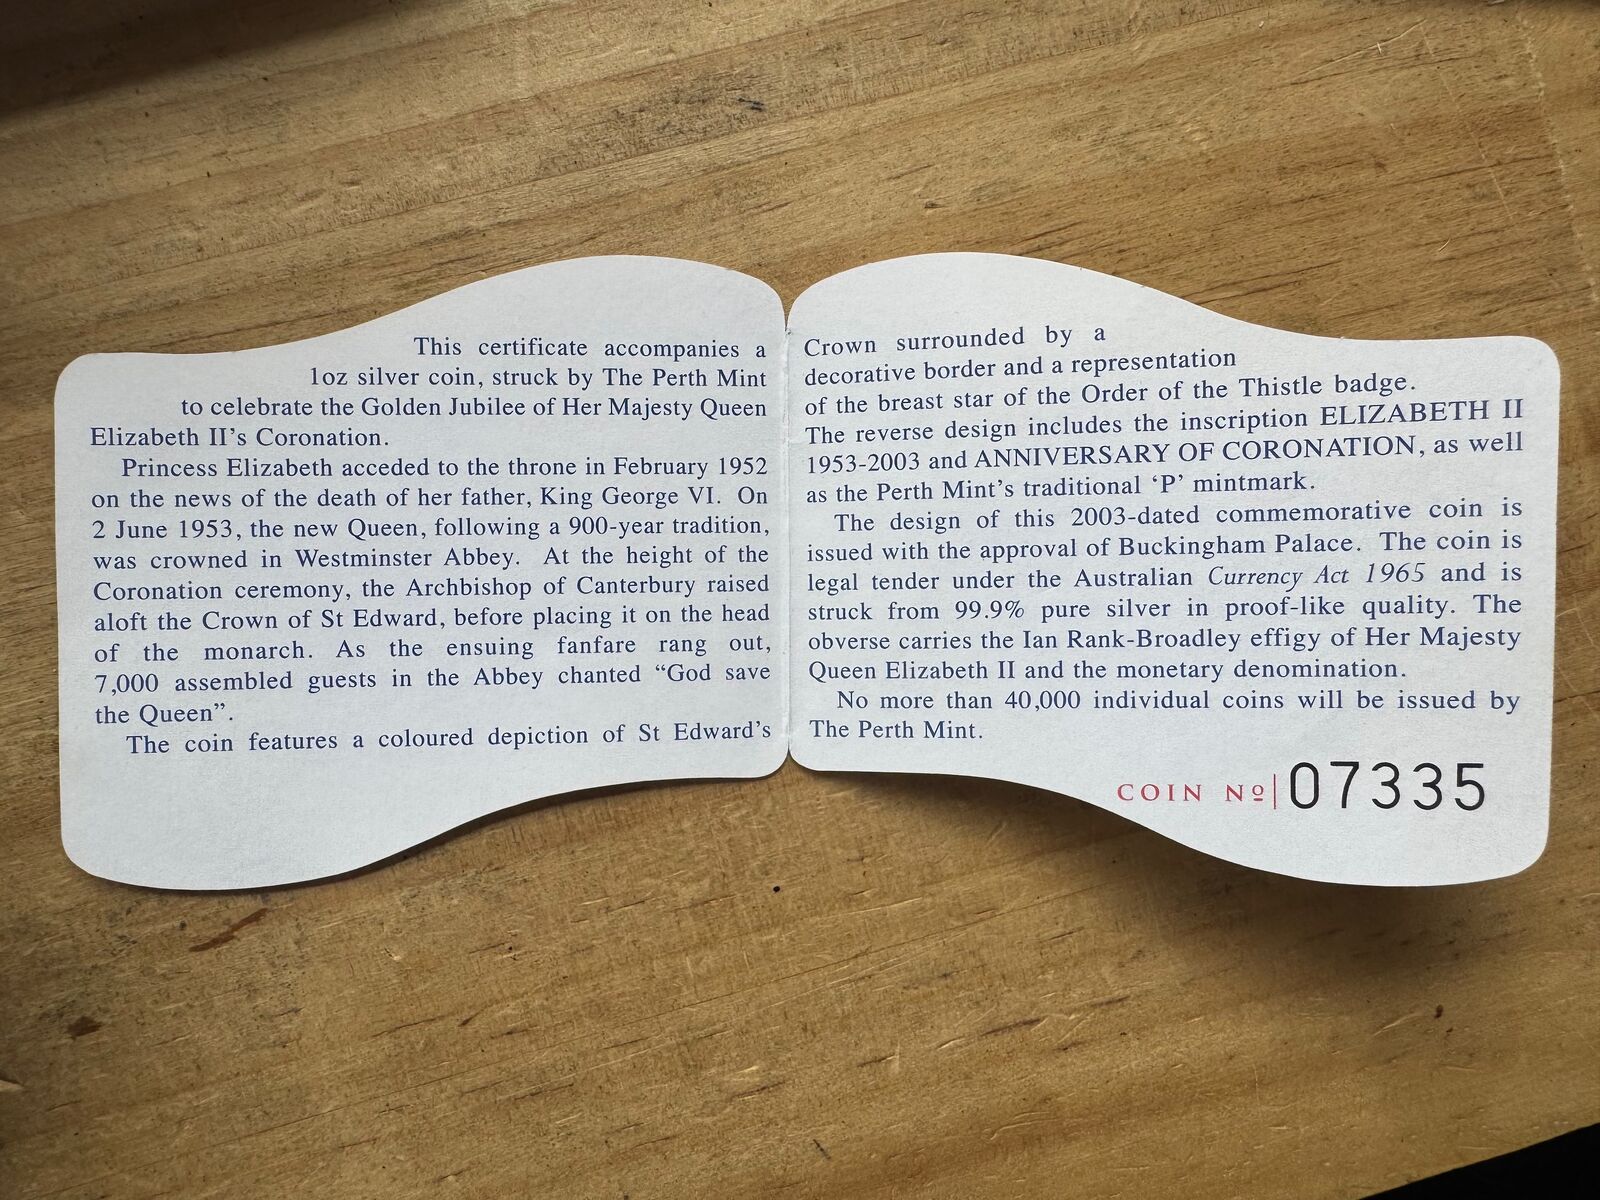 This certificate accompanies a
1oz silver coin, struck by The Perth Mint
to celebrate the Golden Jubilee of Her Majesty Queen
Elizabeth II's Coronation.
Princess Elizabeth acceded to the throne in February 1952
on the news of the death of her father, King George VI. On
2 June 1953, the new Queen, following a 900-year tradition,
was crowned in Westminster Abbey. At the height of the
Coronation ceremony, the Archbishop of Canterbury raised
aloft the Crown of St Edward, before placing it on the head
of the monarch. As the ensuing fanfare rang out,
7,000 assembled guests in the Abbey chanted “God save
the Queen”.
The coin features a coloured depiction of St Edward's
Crown surrounded by a
decorative border and a representation
of the breast star of the Order of the Thistle badge.
The reverse design includes the inscription ELIZABETH II
1953-2003 and ANNIVERSARY OF CORONATION, as well
as the Perth Mint's traditional ‘P’ mintmark.
The design of this 2003-dated commemorative coin is
issued with the approval of Buckingham Palace. The coin is
legal tender under the Australian Currency Act 1965 and is
struck from 99.9% pure silver in proof-like quality. The
obverse carries the Ian Rank-Broadley effigy of Her Majesty
Queen Elizabeth II and the monetary denomination.
No more than 40,000 individual coins will be issued by
The Perth Mint.
COIN Nº 07335